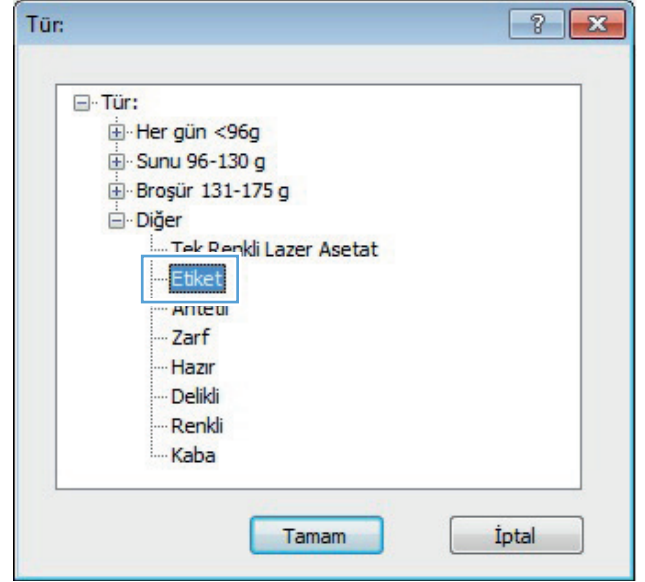 Tür:
Tür:
Her gün <96g
Sunu 96-130 g
Broşür 131-175 g
Diğer
Tek Renkli Lazer Asetat
Etiket
Antetli
Zarf
Hazır
Delikli
Renkli
Kaba
Tamam
İptal